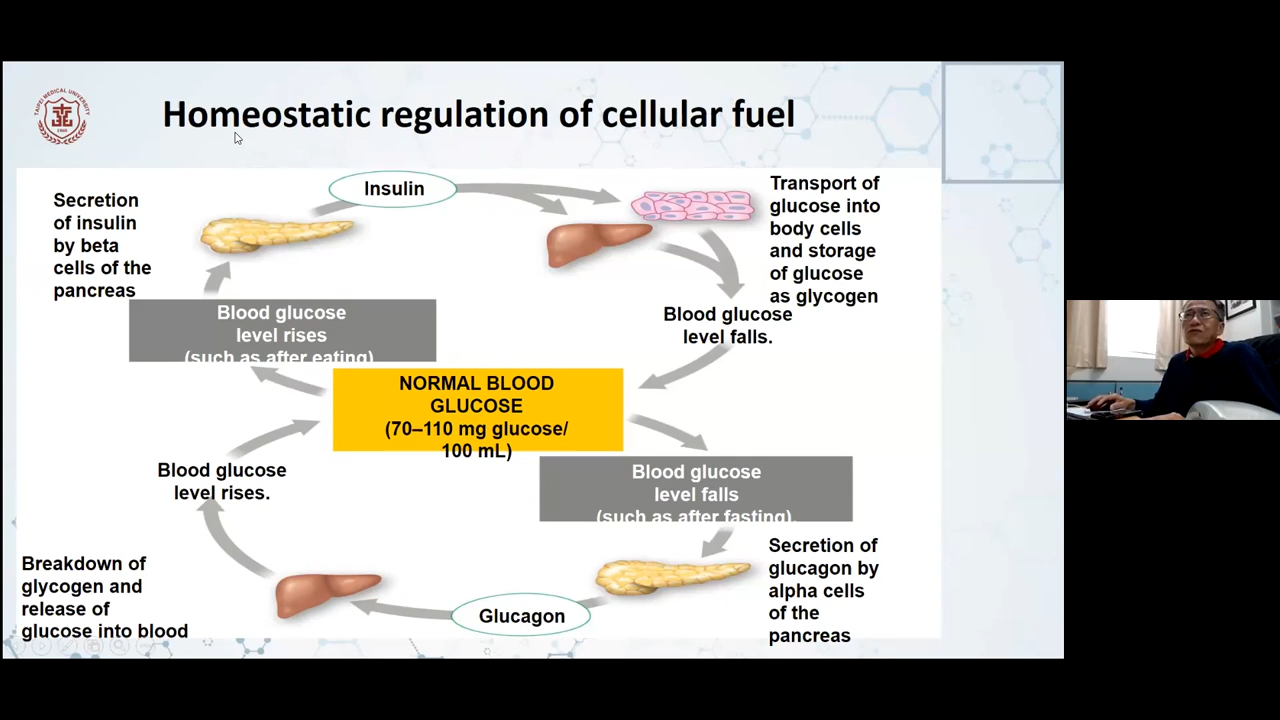 TAIPEI MEDICAL UNIVERSITY
1960
Homeostatic regulation of cellular fuel
Secretion
of insulin
by beta
cells of the
pancreas
Insulin
Transport of
glucose into
body cells
and storage
of glucose
as glycogen
Blood glucose
level rises
(such as after eating)
Blood glucose
level falls.
NORMAL BLOOD
GLUCOSE
(70–110 mg glucose/
100 mL)
Blood glucose
level rises.
Blood glucose
level falls
(such as after fasting).
Breakdown of
glycogen and
release of
glucose into blood
Glucagon
Secretion of
glucagon by
alpha cells
of the
pancreas